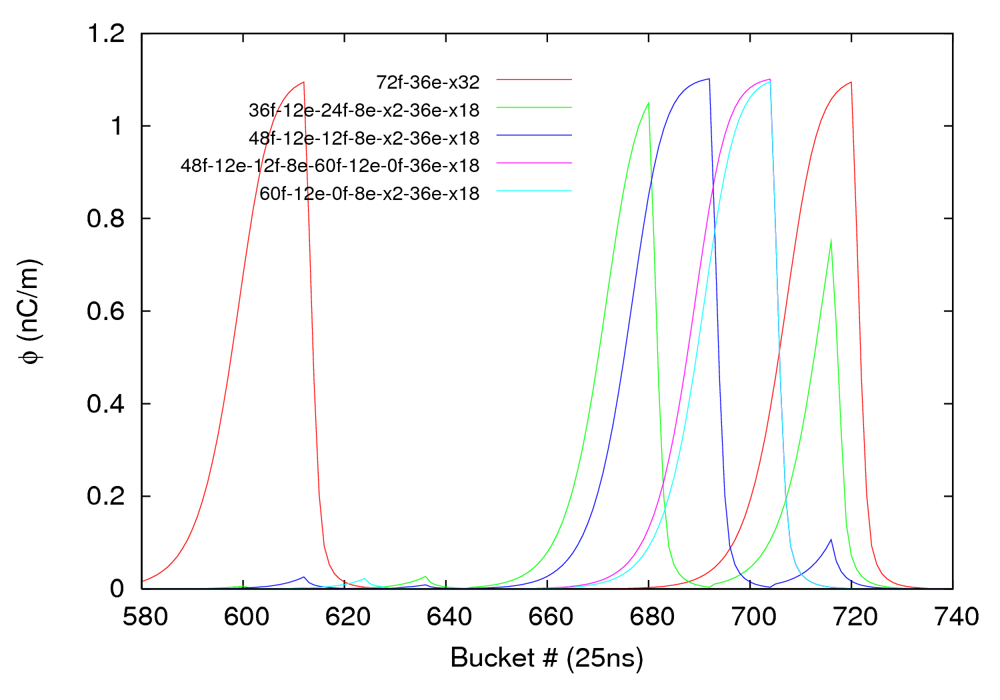 1.2
1
0.8
0.6
0.4
0.2
0
ϕ (nC/m)
72f-36e-x32
36f-12e-24f-8e-x2-36e-x18
48f-12e-12f-8e-x2-36e-x18
48f-12e-12f-8e-60f-12e-0f-36e-x18
60f-12e-0f-8e-x2-36e-x18
580 600 620 640 660 680 700 720 740
Bucket # (25ns)